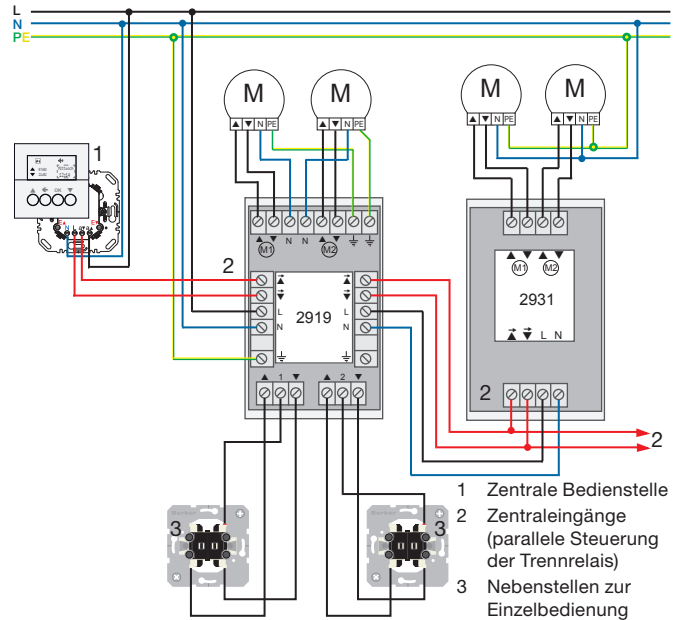 L
N
PE
M
M
M
M
▲ ▼ N PE
▲ ▼ N PE
▲ ▼ N PE
▲ ▼ N PE
1
OK
N L
▲ ▼ N N ▲ ▼
M1 M2
2
2919
L L
N N
▲ 1 ▼ ▲ 2 ▼
▲ ▼ ▲ ▼
M1 M2
2931
L N
2
2
3
3
1 Zentrale Bedienstelle
2 Zentraleingänge
(parallele Steuerung
der Trennrelais)
3 Nebenstellen zur
Einzelbedienung